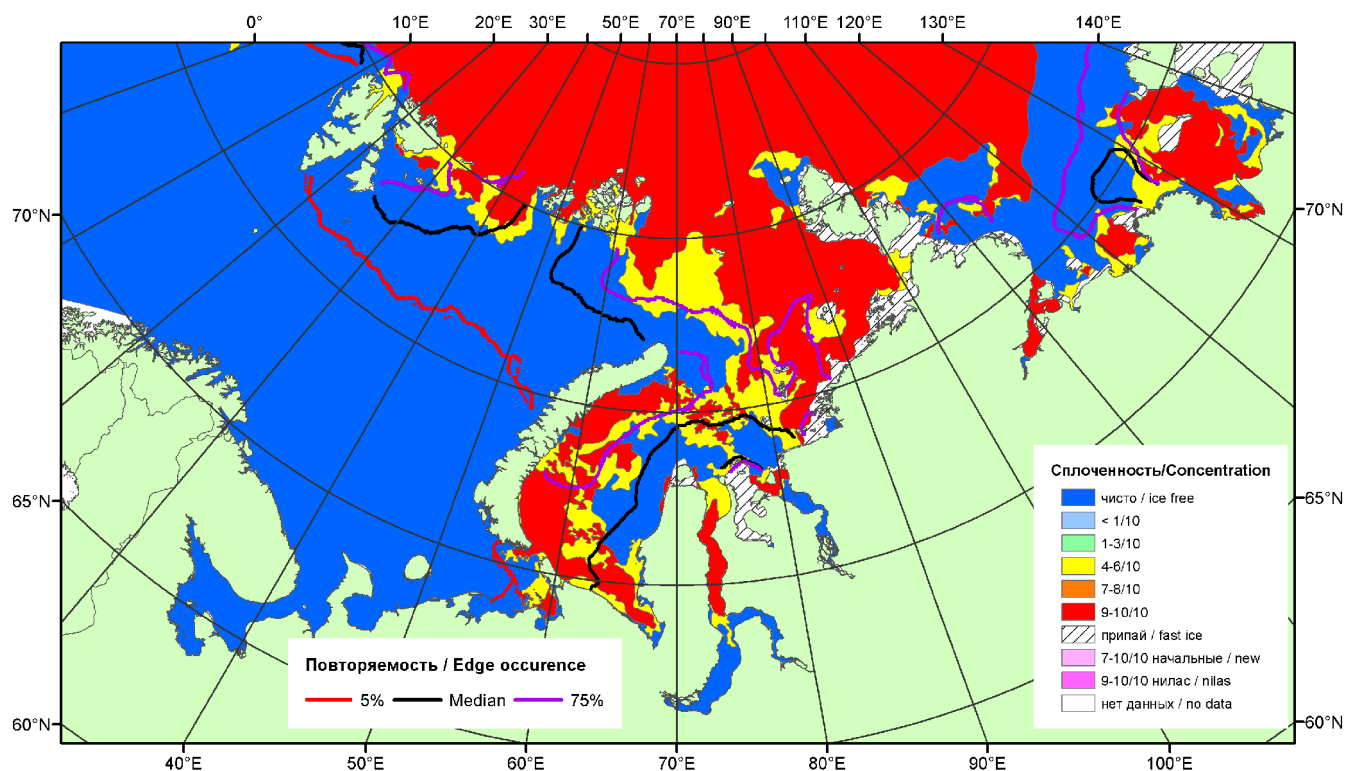 0° 10°E 20°E 30°E 40°E 50°E 70°E 90°E 110°E 120°E 130°E 140°E
70°N 70°N
65°N 65°N
60°N 60°N
Сплоченность/Concentration
чисто / ice free
< 1/10
1-3/10
4-6/10
7-8/10
9-10/10
припай / fast ice
7-10/10 начальные / new
9-10/10 нилас / nilas
нет данных / no data
Повторяемость / Edge occurence
5% Median 75%
40°E 50°E 60°E 70°E 80°E 90°E 100°E